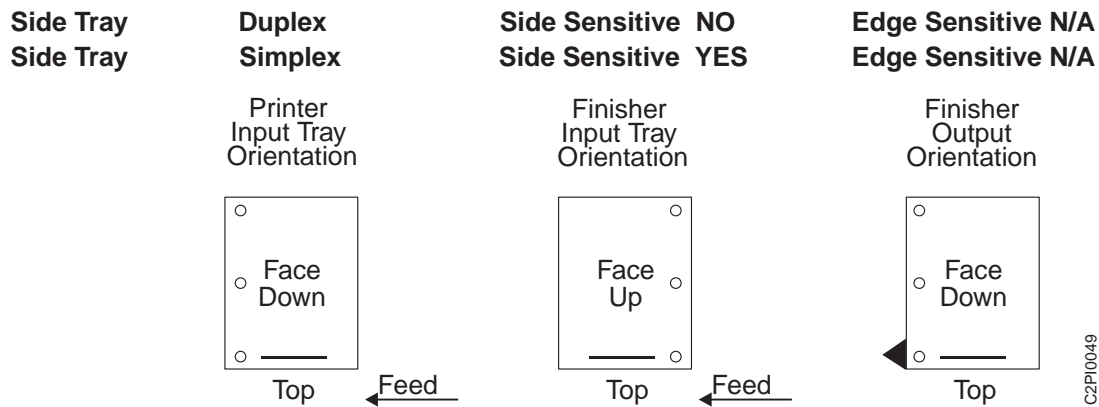 Side Tray Duplex Side Sensitive NO Edge Sensitive N/A
Side Tray Simplex Side Sensitive YES Edge Sensitive N/A
Printer
Input Tray
Orientation
Face
Down
Top
Feed
Finisher
Input Tray
Orientation
Face
Up
Top
Feed
Finisher
Output
Orientation
Face
Down
Top
C2PI0049